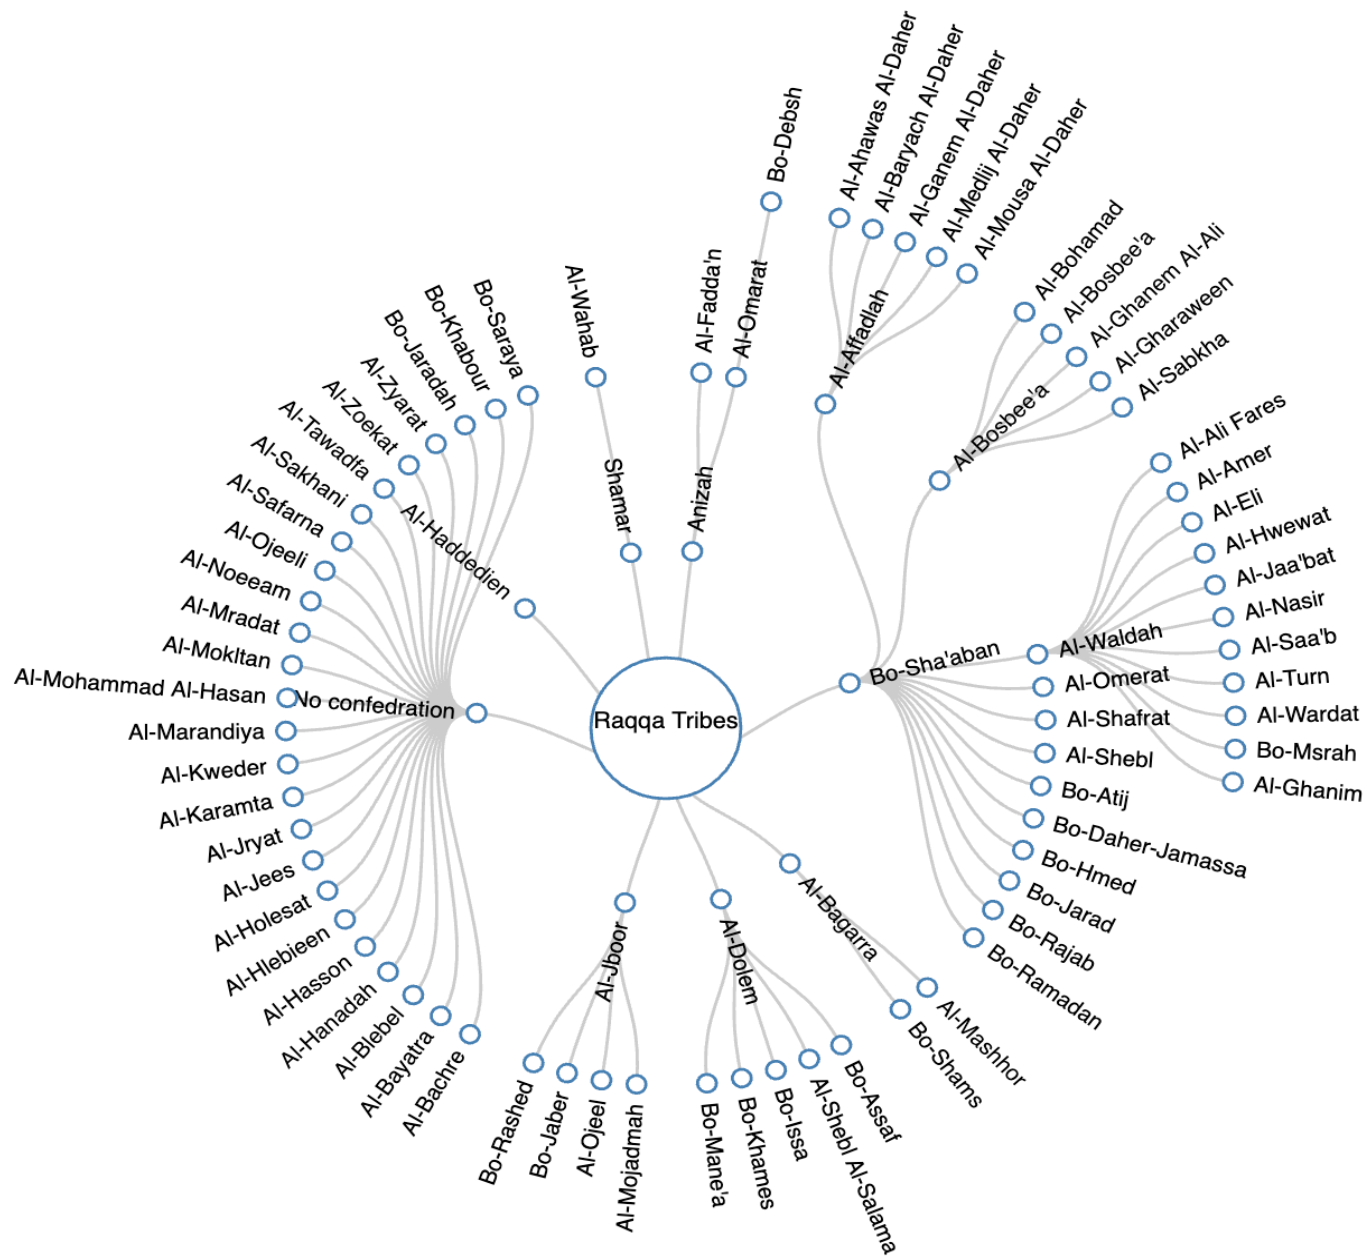 Raqqa Tribes
Shamar
Al-Wahab
Anizah
Al-Fadda'n
Al-Omarat
Bo-Debsh
Bo-Sha'aban
Al-Affadlah
Al-Ahawas Al-Daher
Al-Baryach Al-Daher
Al-Ganem Al-Daher
Al-Medlij Al-Daher
Al-Mousa Al-Daher
Al-Bosbee'a
Al-Bohamad
Al-Bosbee'a
Al-Ghanem Al-Ali
Al-Gharaween
Al-Sabkha
Al-Waldah
Al-Ali Fares
Al-Amer
Al-Eli
Al-Hwewat
Al-Jaa'bat
Al-Nasir
Al-Saa'b
Al-Turn
Al-Wardat
Bo-Msrah
Al-Ghanim
Al-Omerat
Al-Shafrat
Al-Shebl
Bo-Atij
Bo-Daher-Jamassa
Bo-Hmed
Bo-Jarad
Bo-Rajab
Bo-Ramadan
Al-Bagarra
Al-Mashhor
Bo-Shams
Al-Dolem
Bo-Assaf
Al-Shebl Al-Salama
Bo-Issa
Bo-Khames
Bo-Mane'a
Al-Jboor
Al-Mojadmah
Al-Ojeel
Bo-Jaber
Bo-Rashed
No confedration
Al-Bachre
Al-Bayatra
Al-Blebel
Al-Hanadah
Al-Hasson
Al-Hlebieen
Al-Holesat
Al-Jees
Al-Jryat
Al-Karamta
Al-Kweder
Al-Marandiya
Al-Mohammad Al-Hasan
Al-Mokltan
Al-Mradat
Al-Noeeam
Al-Ojeeli
Al-Safarna
Al-Sakhani
Al-Tawadfa
Al-Zoekat
Al-Zyarat
Bo-Jaradah
Bo-Khabour
Bo-Saraya
Al-Haddedien